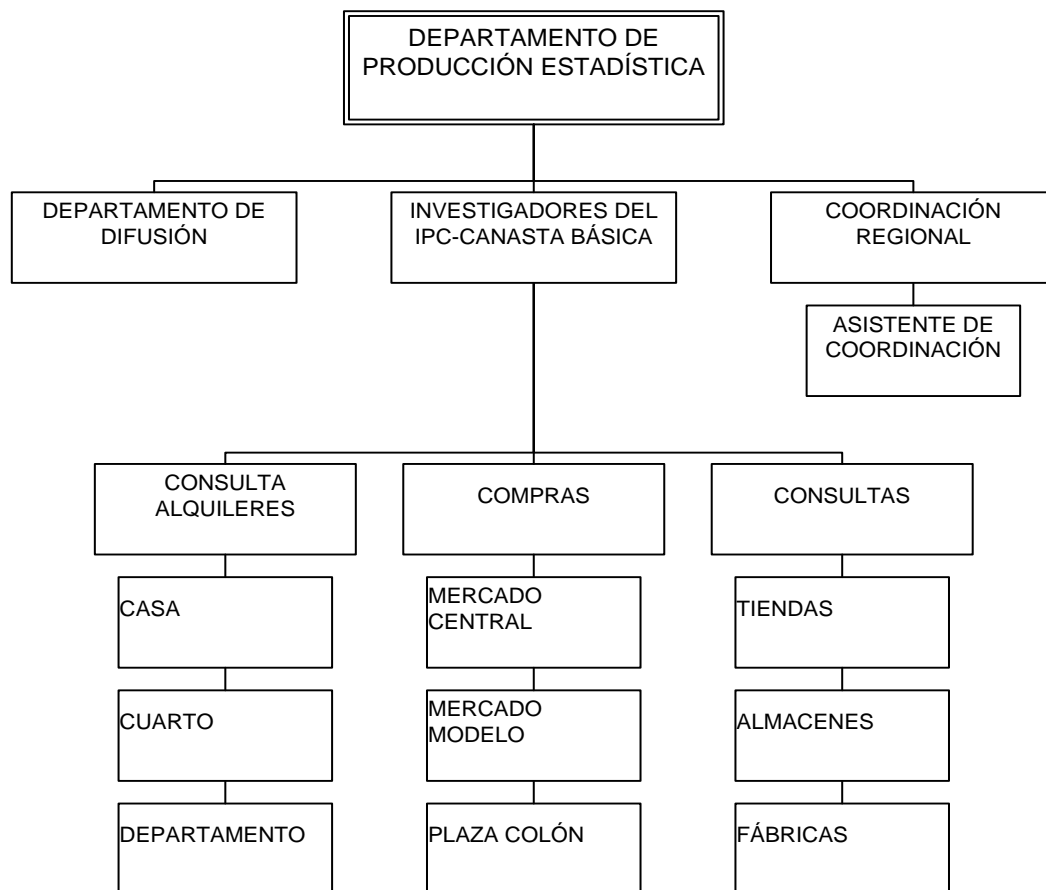 DEPARTAMENTO DE
PRODUCCIÓN ESTADÍSTICA
DEPARTAMENTO DE
DIFUSIÓN
INVESTIGADORES DEL
IPC-CANASTA BÁSICA
COORDINACIÓN
REGIONAL
ASISTENTE DE
COORDINACIÓN
CONSULTA
ALQUILERES
COMPRAS
CONSULTAS
CASA
MERCADO
CENTRAL
TIENDAS
CUARTO
MERCADO
MODELO
ALMACENES
DEPARTAMENTO
PLAZA COLÓN
FÁBRICAS